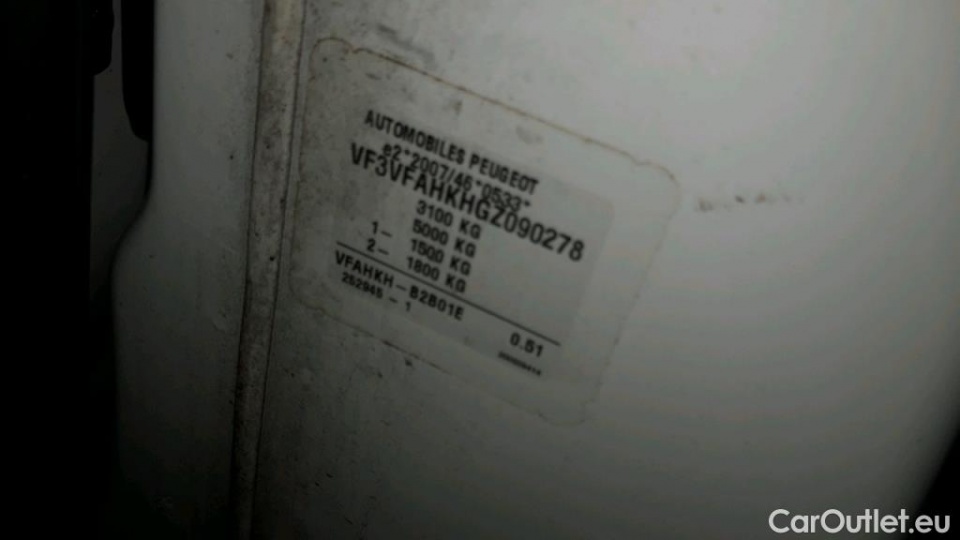 AUTOMOBILES PEUGEOT
e2*2007/46*0533*
VF3VFAHKHGZ090278
3100 KG
5000 KG
1- 1500 KG
2- 1800 KG
VFAHKH-B2B01E
0.51
252945 - 1
CarOutlet.eu